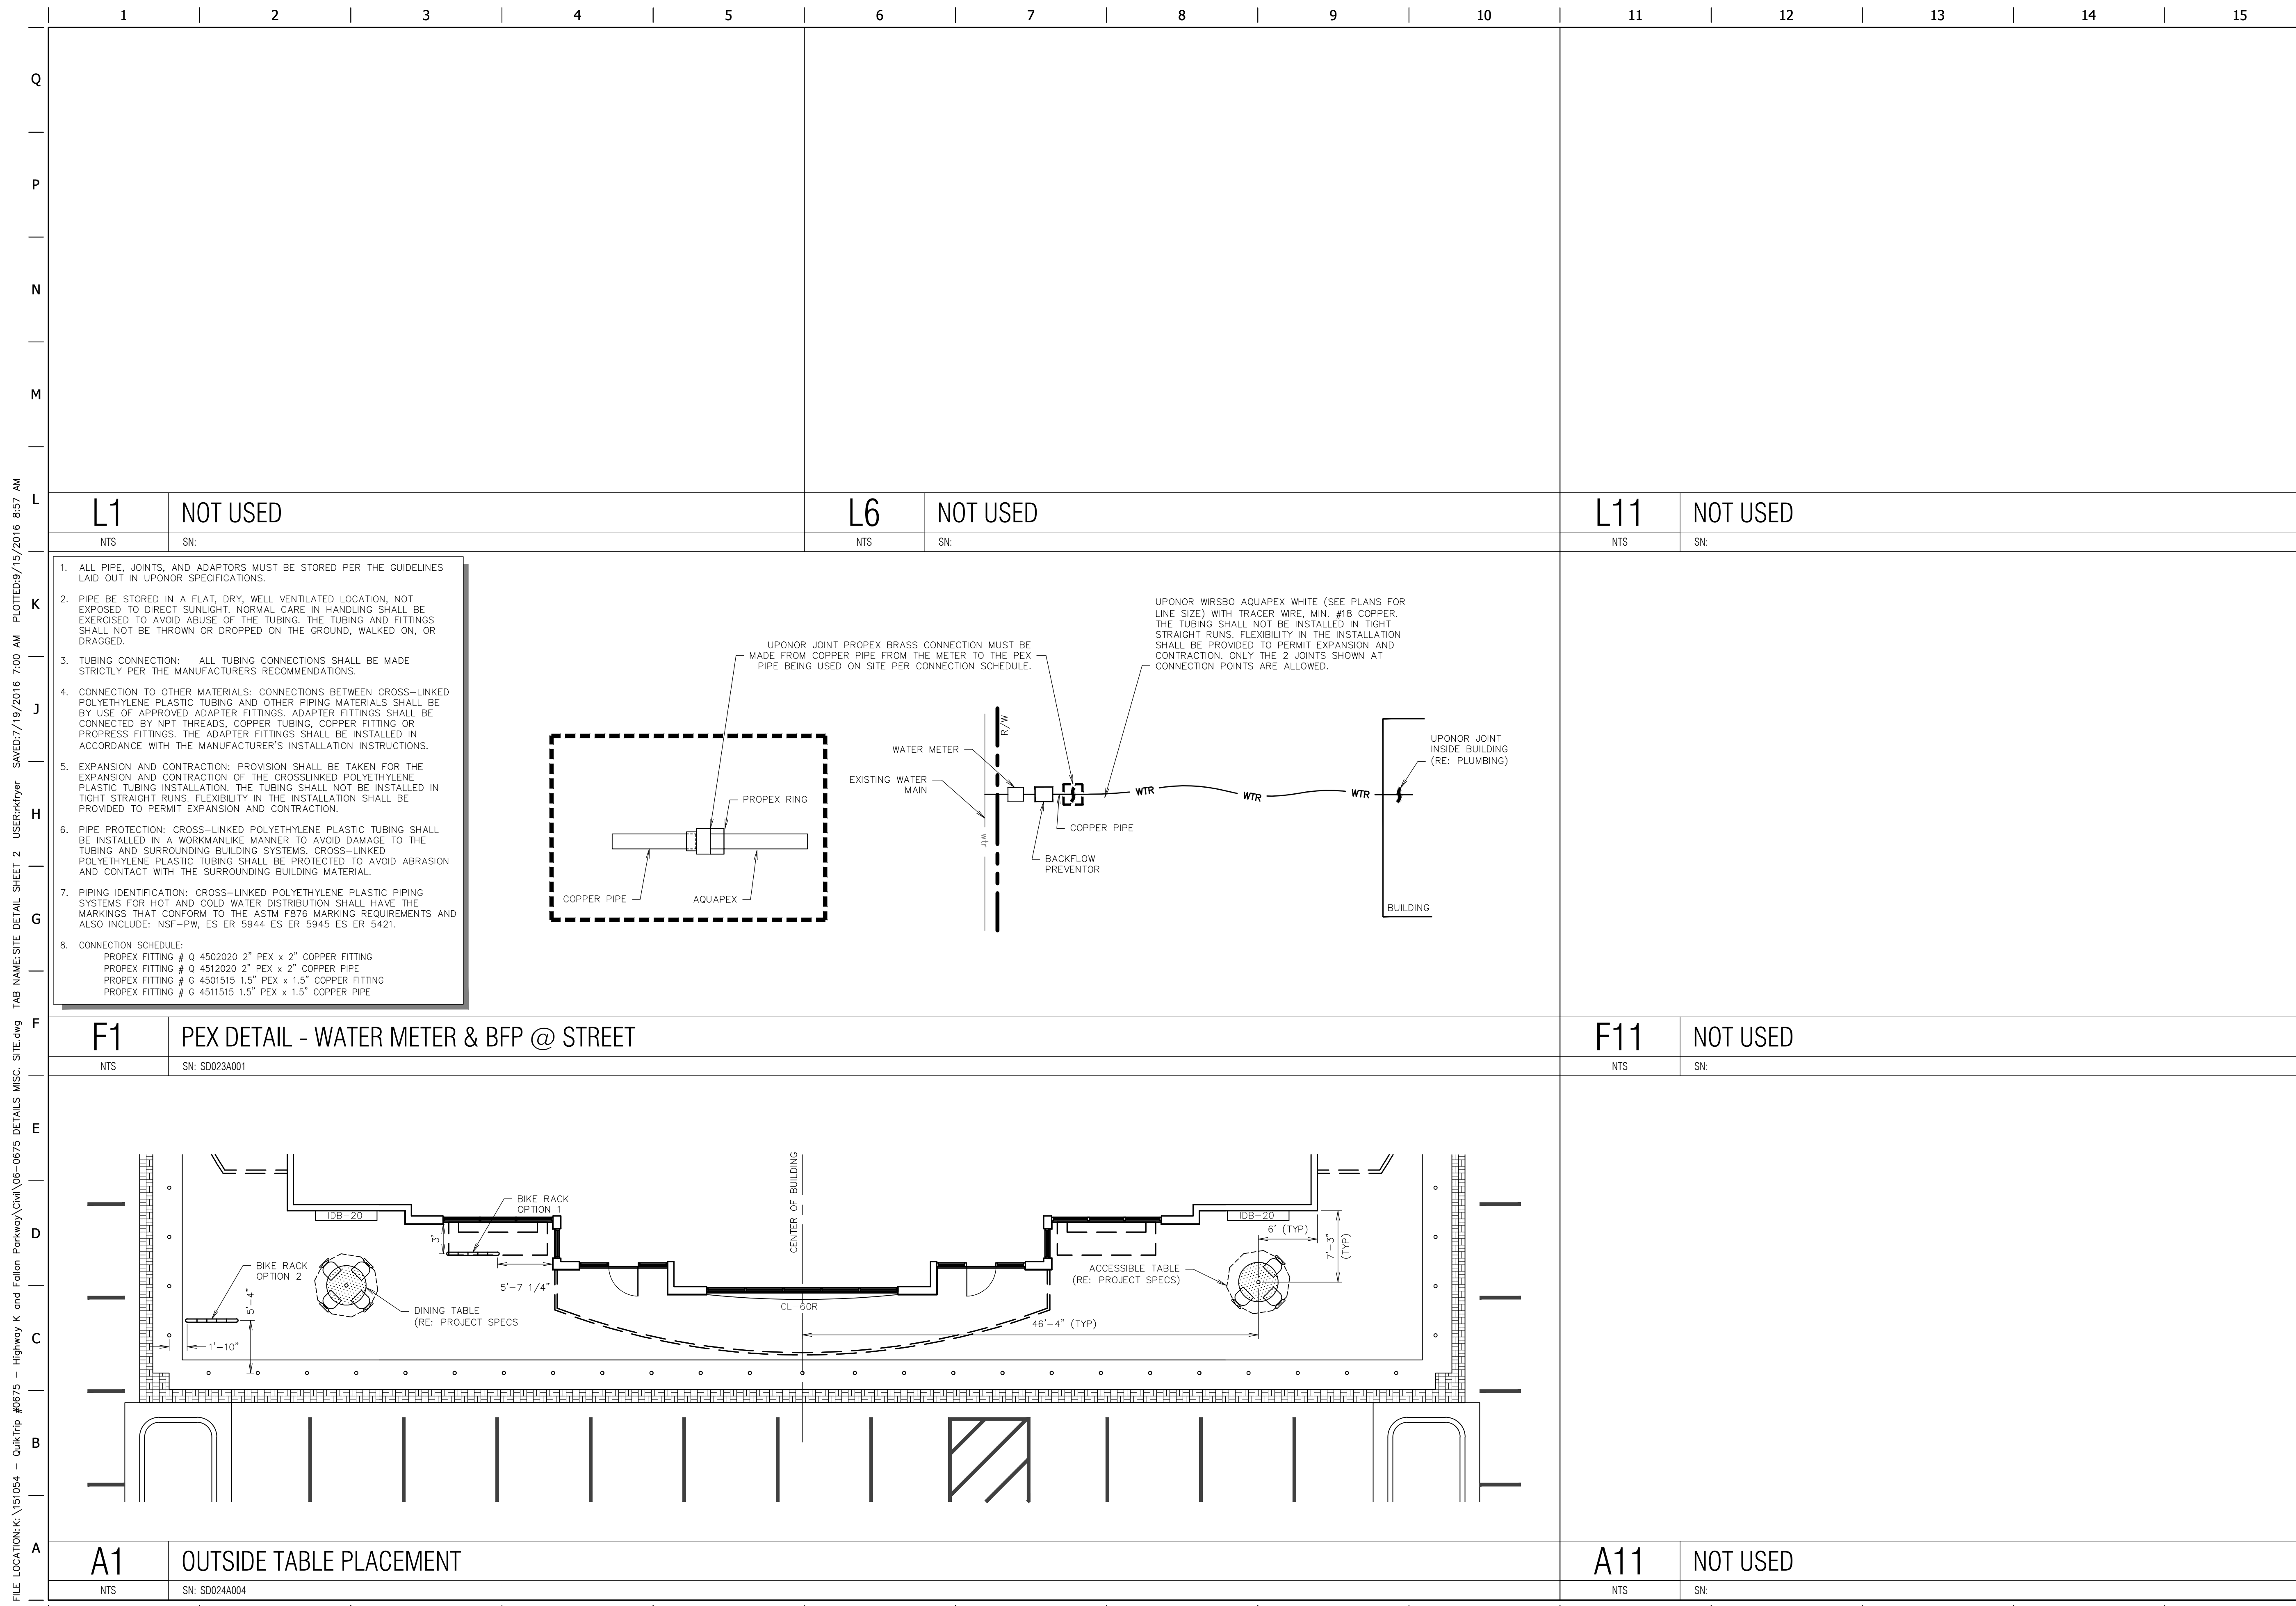 1 2 3 4 5 6 7 8 9 10 11 12 13 14 15
Q
P
N
M
L
K
J
H
G
F
E
D
C
B
A
FILE LOCATION:K:\151054 - QuikTrip #0675 - Highway K and Fallon Parkway\Civil\06-0675 DETAILS MISC. SITE.dwg TAB NAME:SITE DETAIL SHEET 2 USER:rkfryer SAVED:7/19/2016 7:00 AM PLOTTED:9/15/2016 8:57 AM
L1 NOT USED
NTS SN:
L6 NOT USED
NTS SN:
L11 NOT USED
NTS SN:
1. ALL PIPE, JOINTS, AND ADAPTORS MUST BE STORED PER THE GUIDELINES
LAID OUT IN UPONOR SPECIFICATIONS.
2. PIPE BE STORED IN A FLAT, DRY, WELL VENTILATED LOCATION, NOT
EXPOSED TO DIRECT SUNLIGHT. NORMAL CARE IN HANDLING SHALL BE
EXERCISED TO AVOID ABUSE OF THE TUBING. THE TUBING AND FITTINGS
SHALL NOT BE THROWN OR DROPPED ON THE GROUND, WALKED ON, OR
DRAGGED.
3. TUBING CONNECTION: ALL TUBING CONNECTIONS SHALL BE MADE
STRICTLY PER THE MANUFACTURERS RECOMMENDATIONS.
4. CONNECTION TO OTHER MATERIALS: CONNECTIONS BETWEEN CROSS-LINKED
POLYETHYLENE PLASTIC TUBING AND OTHER PIPING MATERIALS SHALL BE
BY USE OF APPROVED ADAPTER FITTINGS. ADAPTER FITTINGS SHALL BE
CONNECTED BY NPT THREADS, COPPER TUBING, COPPER FITTING OR
PROPRESS FITTINGS. THE ADAPTER FITTINGS SHALL BE INSTALLED IN
ACCORDANCE WITH THE MANUFACTURER'S INSTALLATION INSTRUCTIONS.
5. EXPANSION AND CONTRACTION: PROVISION SHALL BE TAKEN FOR THE
EXPANSION AND CONTRACTION OF THE CROSSLINKED POLYETHYLENE
PLASTIC TUBING INSTALLATION. THE TUBING SHALL NOT BE INSTALLED IN
TIGHT STRAIGHT RUNS. FLEXIBILITY IN THE INSTALLATION SHALL BE
PROVIDED TO PERMIT EXPANSION AND CONTRACTION.
6. PIPE PROTECTION: CROSS-LINKED POLYETHYLENE PLASTIC TUBING SHALL
BE INSTALLED IN A WORKMANLIKE MANNER TO AVOID DAMAGE TO THE
TUBING AND SURROUNDING BUILDING SYSTEMS. CROSS-LINKED
POLYETHYLENE PLASTIC TUBING SHALL BE PROTECTED TO AVOID ABRASION
AND CONTACT WITH THE SURROUNDING BUILDING MATERIAL.
7. PIPING IDENTIFICATION: CROSS-LINKED POLYETHYLENE PLASTIC PIPING
SYSTEMS FOR HOT AND COLD WATER DISTRIBUTION SHALL HAVE THE
MARKINGS THAT CONFORM TO THE ASTM F876 MARKING REQUIREMENTS AND
ALSO INCLUDE: NSF-PW, ES ER 5944 ES ER 5945 ES ER 5421.
8. CONNECTION SCHEDULE:
PROPEX FITTING # Q 4502020 2" PEX x 2" COPPER FITTING
PROPEX FITTING # Q 4512020 2" PEX x 2" COPPER PIPE
PROPEX FITTING # G 4501515 1.5" PEX x 1.5" COPPER FITTING
PROPEX FITTING # G 4511515 1.5" PEX x 1.5" COPPER PIPE
UPONOR JOINT PROPEX BRASS CONNECTION MUST BE
MADE FROM COPPER PIPE FROM THE METER TO THE PEX
PIPE BEING USED ON SITE PER CONNECTION SCHEDULE.
UPONOR WIRSBO AQUAPEX WHITE (SEE PLANS FOR
LINE SIZE) WITH TRACER WIRE, MIN. #18 COPPER.
THE TUBING SHALL NOT BE INSTALLED IN TIGHT
STRAIGHT RUNS. FLEXIBILITY IN THE INSTALLATION
SHALL BE PROVIDED TO PERMIT EXPANSION AND
CONTRACTION. ONLY THE 2 JOINTS SHOWN AT
CONNECTION POINTS ARE ALLOWED.
PROPEX RING
COPPER PIPE
AQUAPEX
R/W
WATER METER
EXISTING WATER
MAIN
wtr
WTR WTR WTR
COPPER PIPE
BACKFLOW
PREVENTOR
UPONOR JOINT
INSIDE BUILDING
(RE: PLUMBING)
BUILDING
F1 PEX DETAIL - WATER METER & BFP @ STREET
NTS SN: SD023A001
F11 NOT USED
NTS SN:
CENTER OF BUILDING
BIKE RACK
OPTION 1
IDB-20
IDB-20
3'
6' (TYP)
7'-3"
(TYP)
BIKE RACK
OPTION 2
ACCESSIBLE TABLE
(RE: PROJECT SPECS)
5'-7 1/4"
5'-4"
DINING TABLE
(RE: PROJECT SPECS
CL-60R
46'-4" (TYP)
1'-10"
A1 OUTSIDE TABLE PLACEMENT
NTS SN: SD024A004
A11 NOT USED
NTS SN: